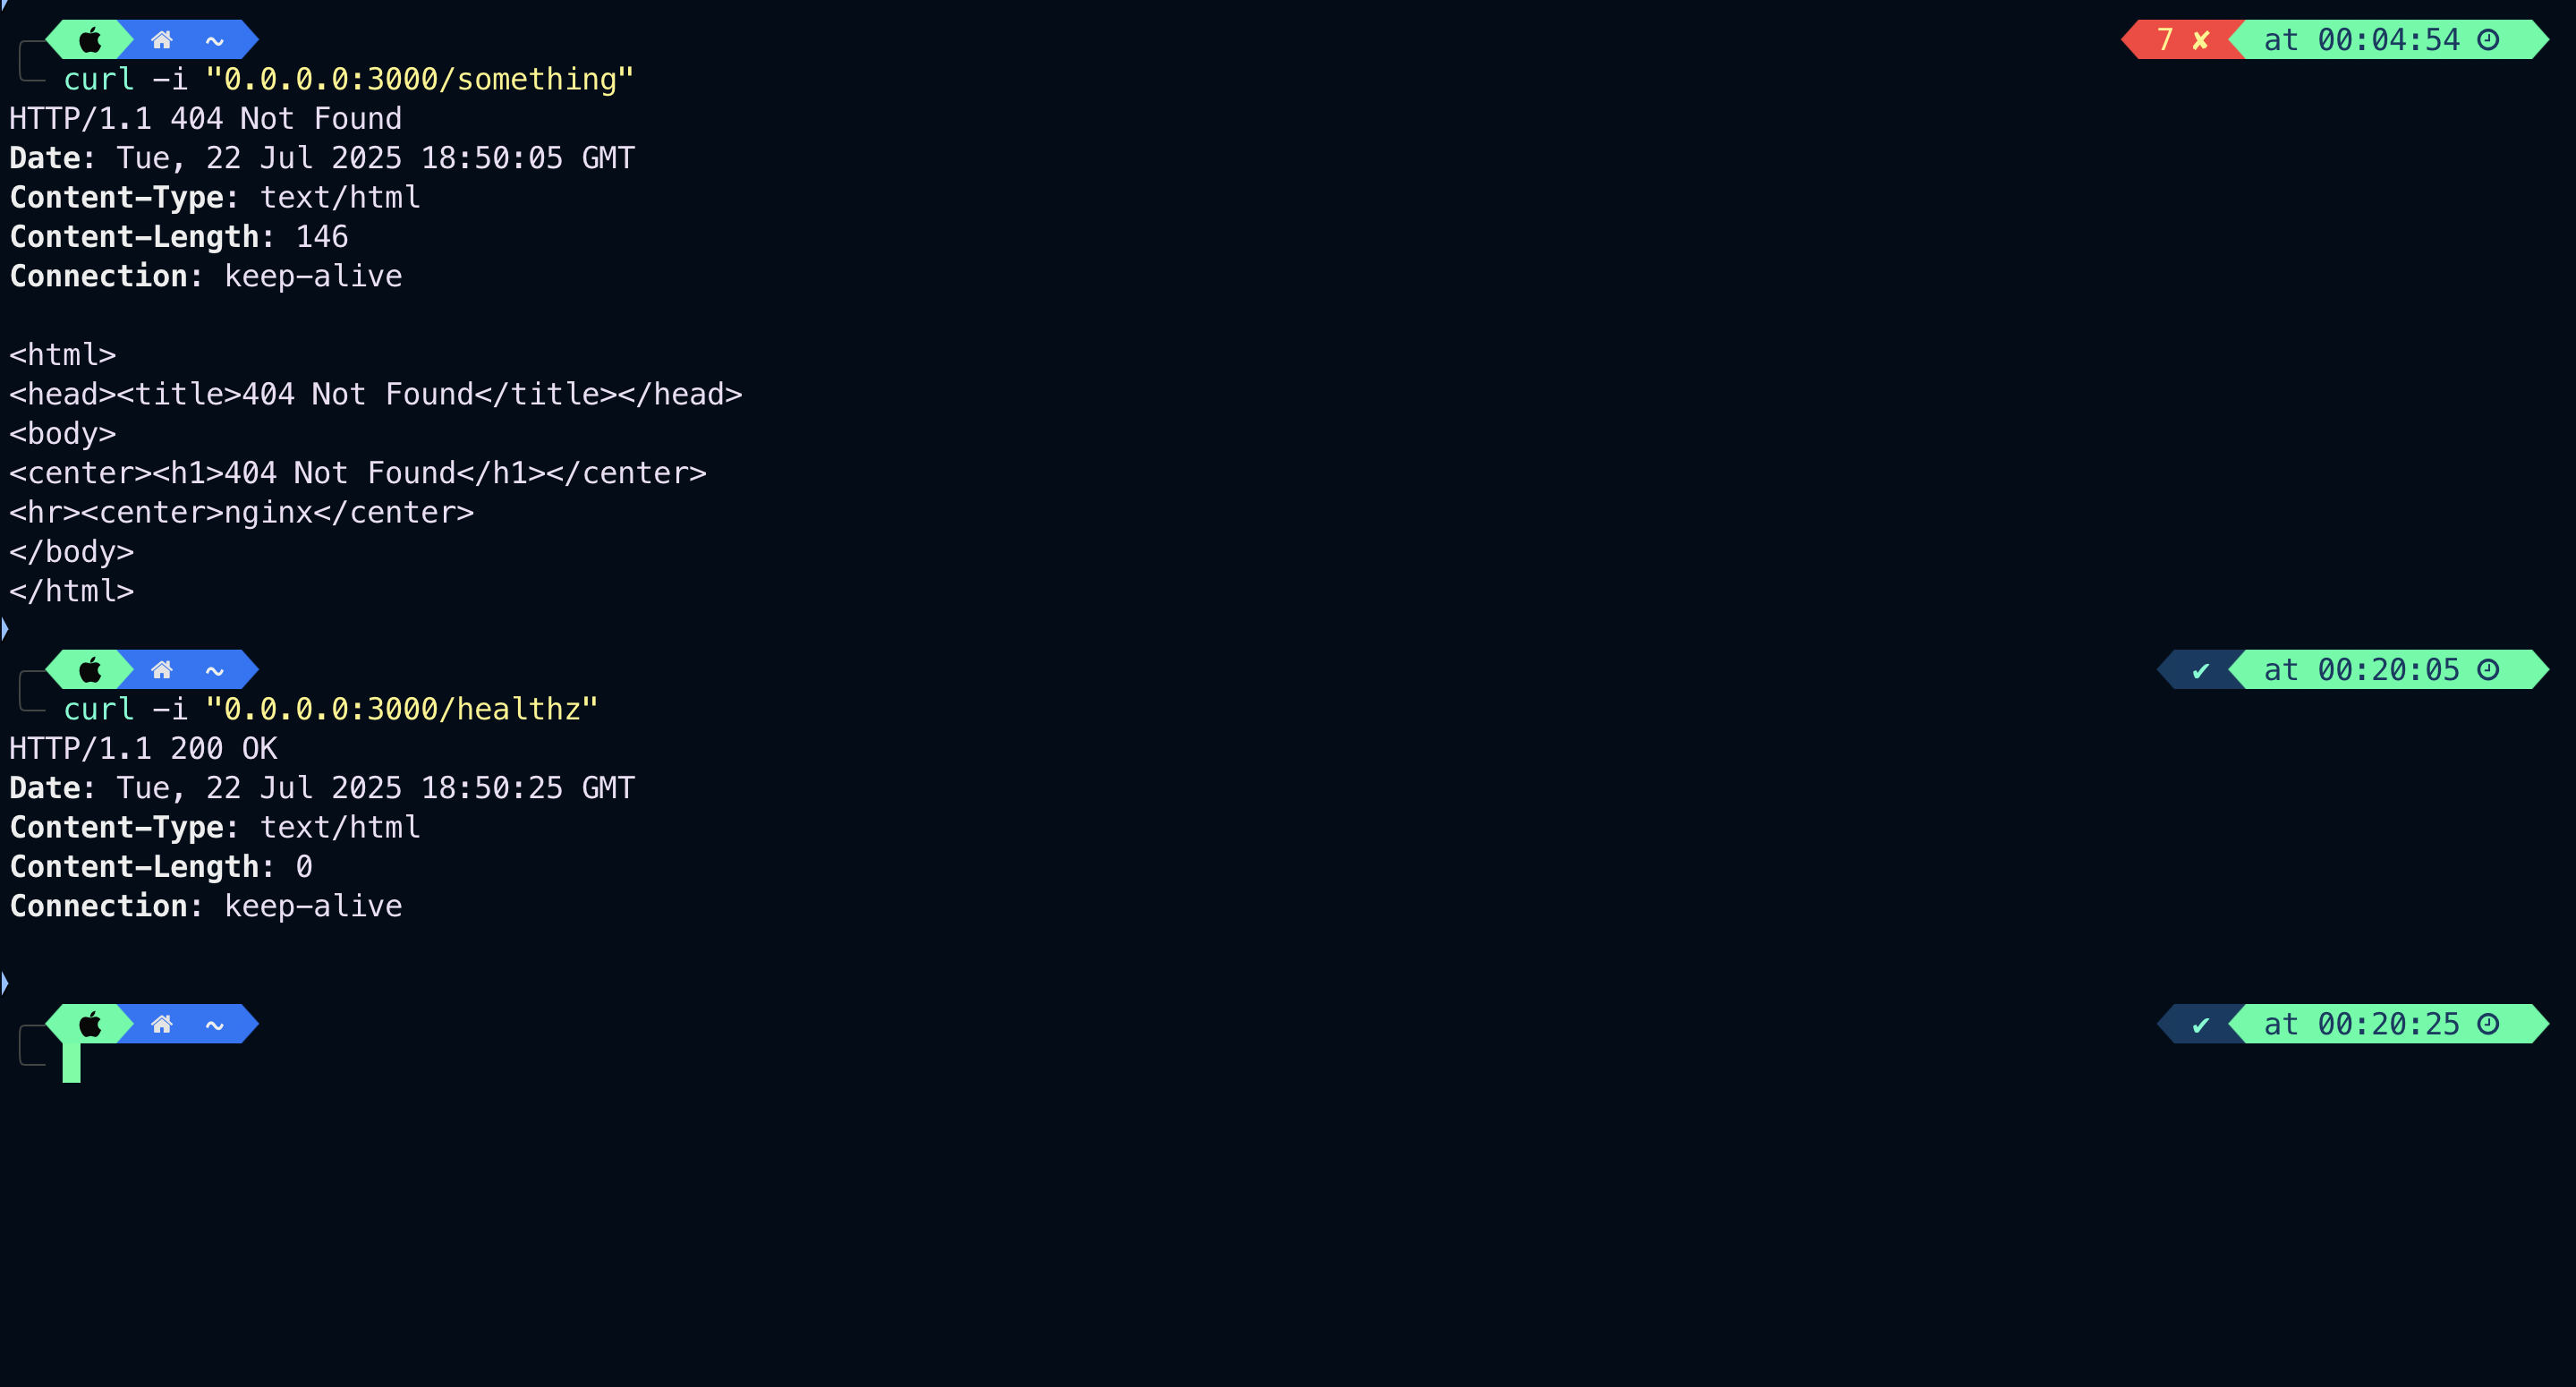 ~ 7 ✘ at 00:04:54
curl -i "0.0.0.0:3000/something"
HTTP/1.1 404 Not Found
Date: Tue, 22 Jul 2025 18:50:05 GMT
Content-Type: text/html
Content-Length: 146
Connection: keep-alive
<html>
<head><title>404 Not Found</title></head>
<body>
<center><h1>404 Not Found</h1></center>
<hr><center>nginx</center>
</body>
</html>
~ ✔ at 00:20:05
curl -i "0.0.0.0:3000/healthz"
HTTP/1.1 200 OK
Date: Tue, 22 Jul 2025 18:50:25 GMT
Content-Type: text/html
Content-Length: 0
Connection: keep-alive
~ ✔ at 00:20:25